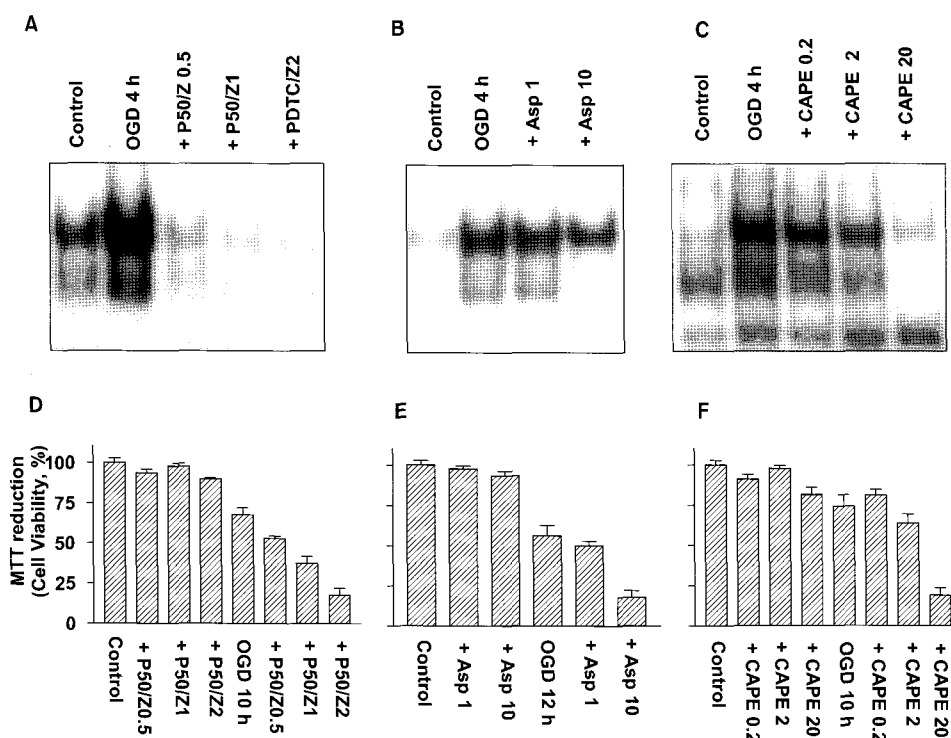 A
Control
OGD 4 h
+ P50/Z 0.5
+ P50/Z1
+ PDTC/Z2
B
Control
OGD 4 h
+ Asp 1
+ Asp 10
C
Control
OGD 4 h
+ CAPE 0.2
+ CAPE 2
+ CAPE 20
D
MTT reduction
(Cell Viability, %)
100
75
50
25
0
Control
+ P50/Z0.5
+ P50/Z1
+ P50/Z2
OGD 10 h
+ P50/Z0.5
+ P50/Z1
+ P50/Z2
E
Control
+ Asp 1
+ Asp 10
OGD 12 h
+ Asp 1
+ Asp 10
F
Control
+ CAPE 0.2
+ CAPE 2
+ CAPE 20
OGD 10 h
+ CAPE 0.2
+ CAPE 2
+ CAPE 20